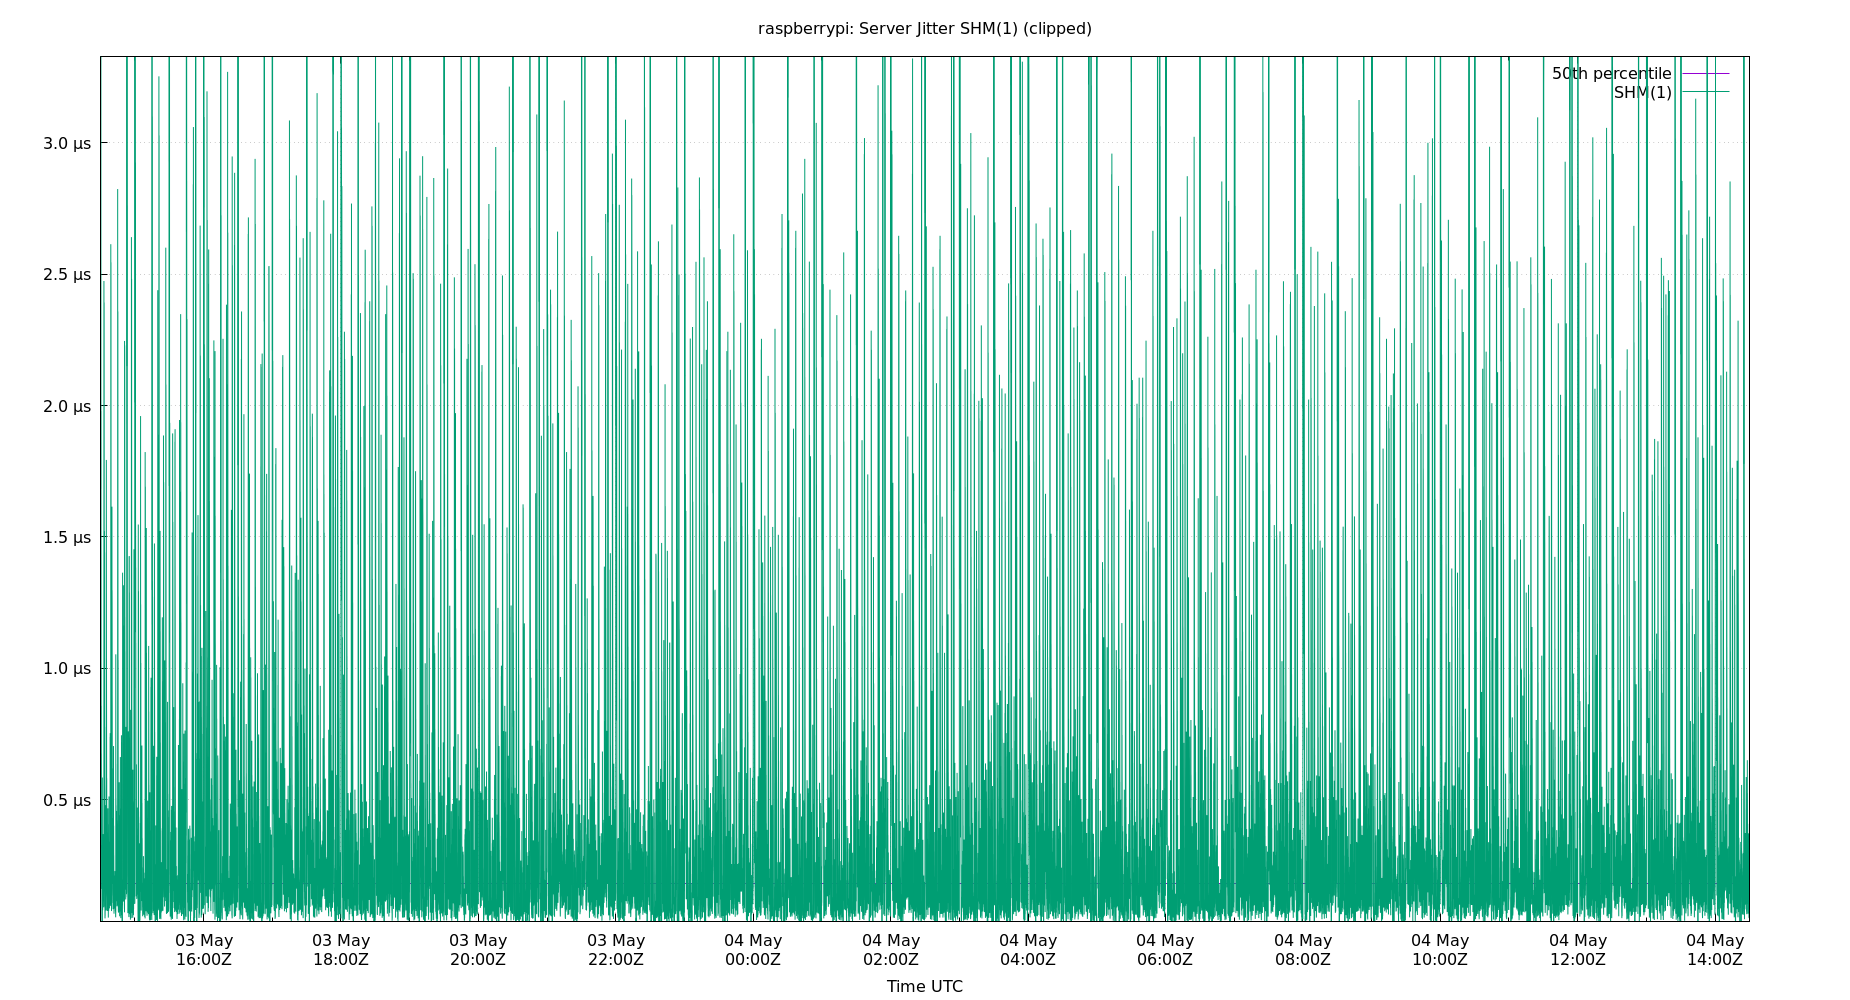 raspberrypi: Server Jitter SHM(1) (clipped)
50th percentile
SHM(1)
3.0 µs
2.5 µs
2.0 µs
1.5 µs
1.0 µs
0.5 µs
03 May 03 May 03 May 03 May 04 May 04 May 04 May 04 May 04 May 04 May 04 May 04 May
16:00Z 18:00Z 20:00Z 22:00Z 00:00Z 02:00Z 04:00Z 06:00Z 08:00Z 10:00Z 12:00Z 14:00Z
Time UTC